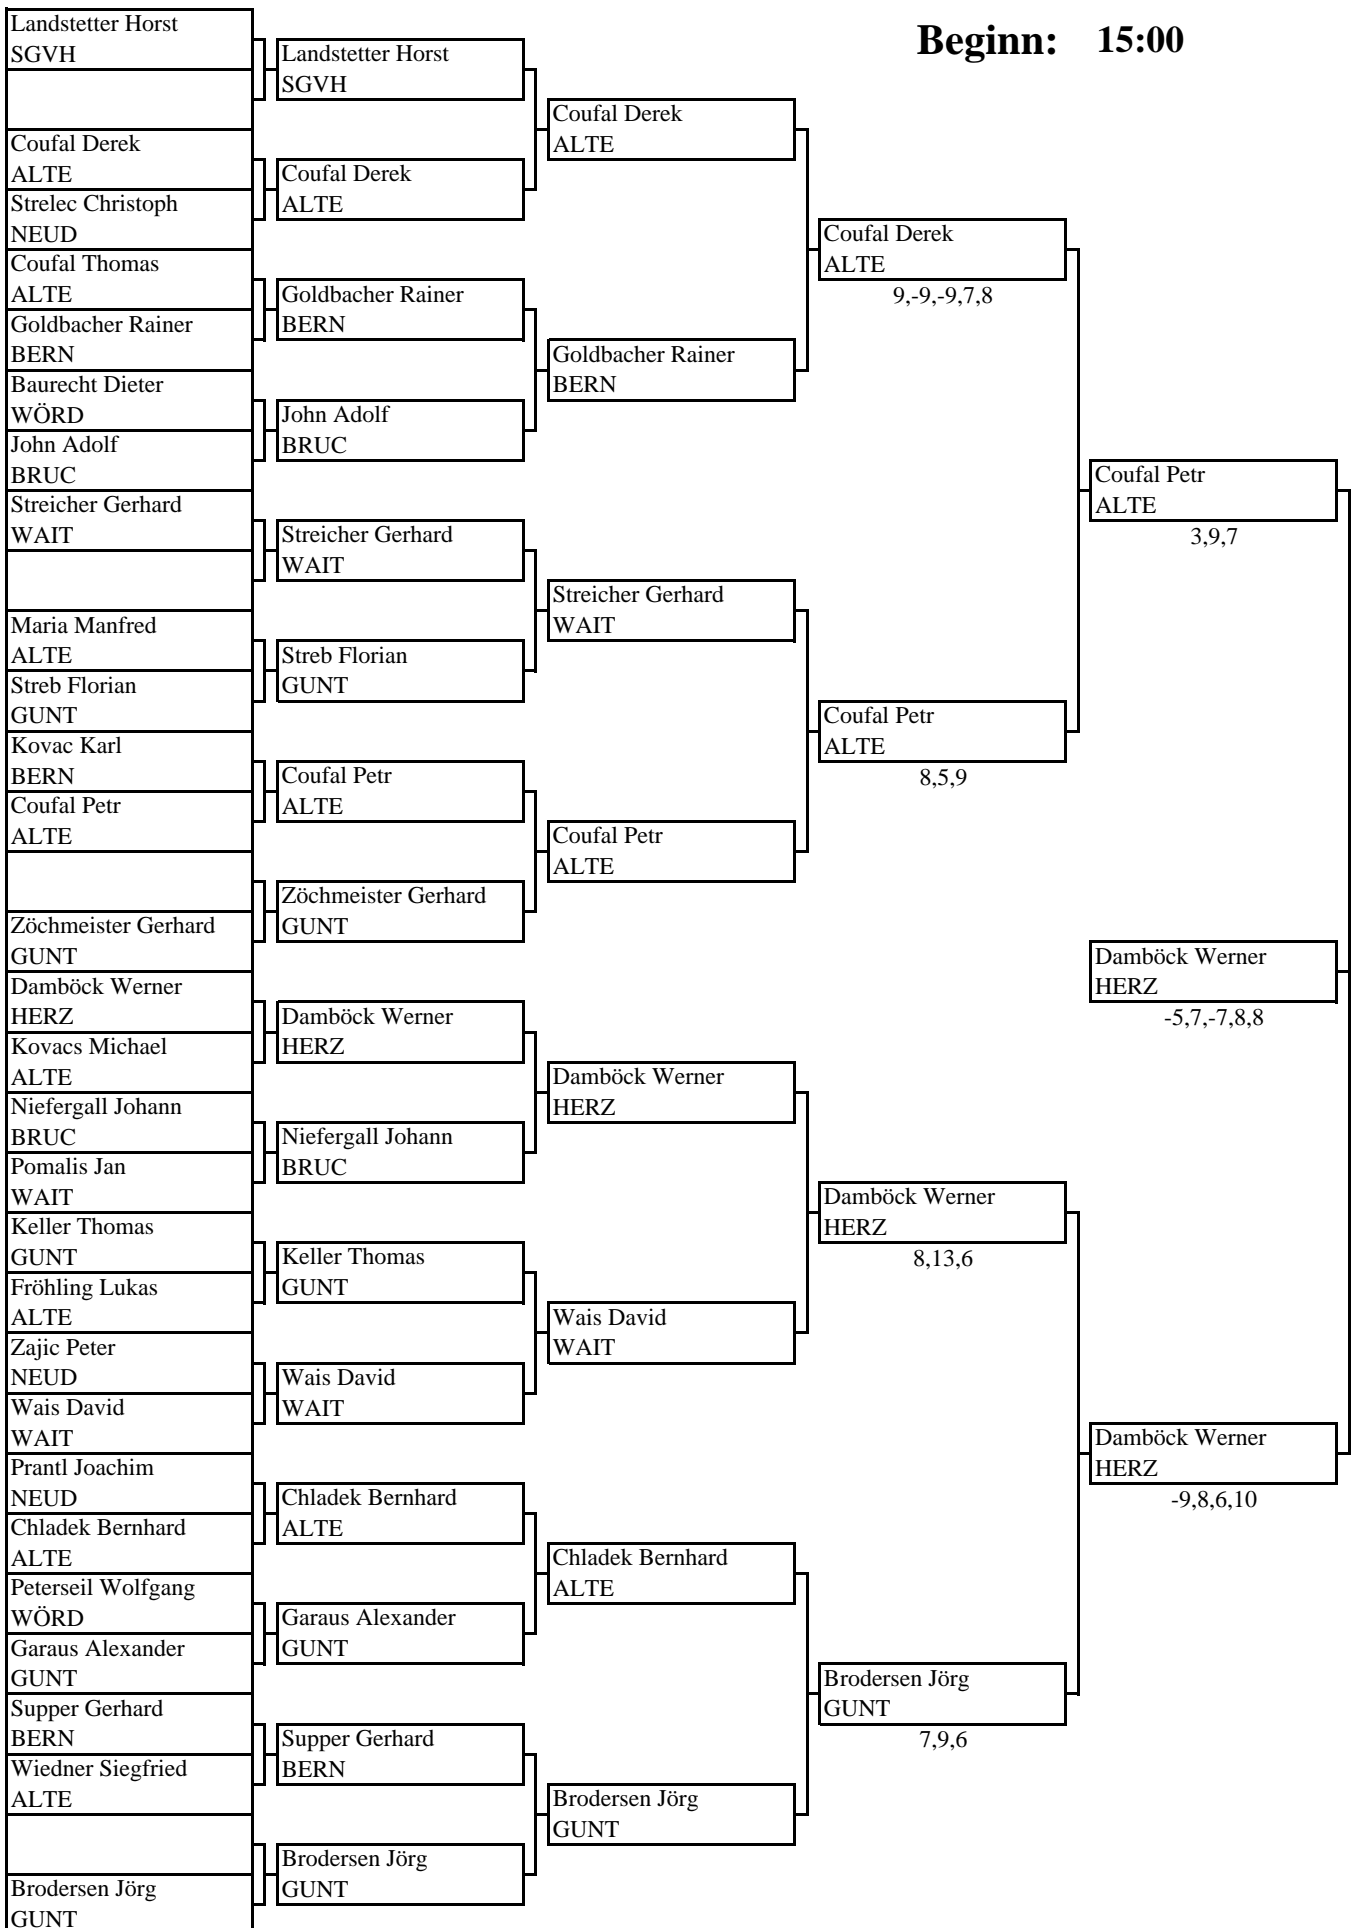 Beginn: 15:00
Landstetter Horst
SGVH
Coufal Derek
ALTE
Strelec Christoph
NEUD
Coufal Thomas
ALTE
Goldbacher Rainer
BERN
Baurecht Dieter
WÖRD
John Adolf
BRUC
Streicher Gerhard
WAIT
Maria Manfred
ALTE
Streb Florian
GUNT
Kovac Karl
BERN
Coufal Petr
ALTE
Zöchmeister Gerhard
GUNT
Damböck Werner
HERZ
Kovacs Michael
ALTE
Niefergall Johann
BRUC
Pomalis Jan
WAIT
Keller Thomas
GUNT
Fröhling Lukas
ALTE
Zajic Peter
NEUD
Wais David
WAIT
Prantl Joachim
NEUD
Chladek Bernhard
ALTE
Peterseil Wolfgang
WÖRD
Garaus Alexander
GUNT
Supper Gerhard
BERN
Wiedner Siegfried
ALTE
Brodersen Jörg
GUNT
Landstetter Horst
SGVH
Coufal Derek
ALTE
Goldbacher Rainer
BERN
John Adolf
BRUC
Streicher Gerhard
WAIT
Streb Florian
GUNT
Coufal Petr
ALTE
Zöchmeister Gerhard
GUNT
Damböck Werner
HERZ
Niefergall Johann
BRUC
Keller Thomas
GUNT
Wais David
WAIT
Chladek Bernhard
ALTE
Garaus Alexander
GUNT
Supper Gerhard
BERN
Brodersen Jörg
GUNT
Coufal Derek
ALTE
Goldbacher Rainer
BERN
Streicher Gerhard
WAIT
Coufal Petr
ALTE
Damböck Werner
HERZ
Wais David
WAIT
Chladek Bernhard
ALTE
Brodersen Jörg
GUNT
Coufal Derek
ALTE
9,-9,-9,7,8
Coufal Petr
ALTE
8,5,9
Damböck Werner
HERZ
8,13,6
Brodersen Jörg
GUNT
7,9,6
Coufal Petr
ALTE
3,9,7
Damböck Werner
HERZ
-5,7,-7,8,8
Damböck Werner
HERZ
-9,8,6,10